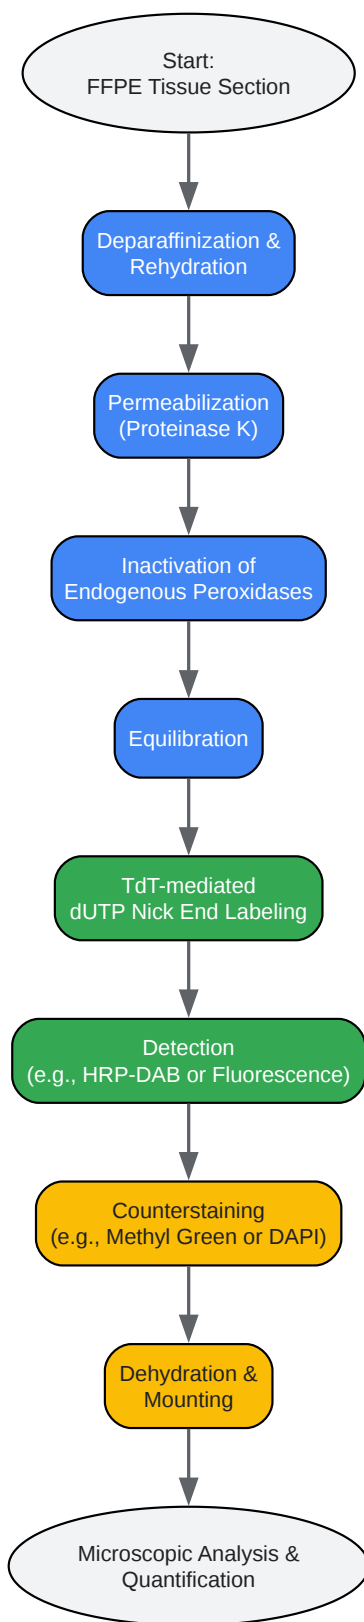 Start:
FFPE Tissue Section
Deparaffinization &
Rehydration
Permeabilization
(Proteinase K)
Inactivation of
Endogenous Peroxidases
Equilibration
TdT-mediated
dUTP Nick End Labeling
Detection
(e.g., HRP-DAB or Fluorescence)
Counterstaining
(e.g., Methyl Green or DAPI)
Dehydration &
Mounting
Microscopic Analysis &
Quantification